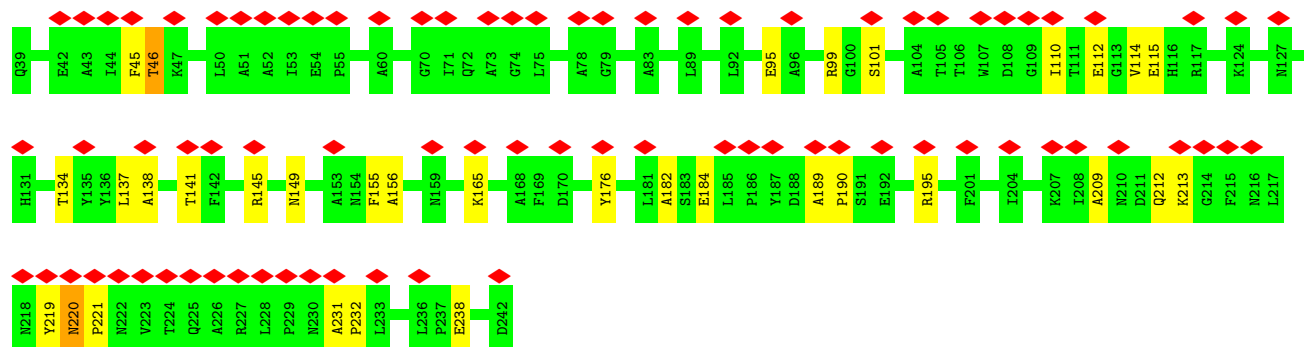 Q39 E42 A43 I44 F45 T46 K47 L50 A51 A52 I53 E54 P55 A60 G70 I71 Q72 A73 G74 L75 A78 G79 A83 L89 L92 E95 A96 R99 G100 S101 A104 T105 T106 W107 D108 G109 I110 T111 E112 G113 V114 E115 H116 R117 K124 N127
H131 T134 Y135 Y136 L137 A138 T141 F142 R145 N149 A153 N154 F155 A156 N159 K165 A168 F169 D170 Y176 L181 A182 S183 E184 L185 P186 Y187 D188 A189 P190 S191 E192 R195 F201 I204 K207 I208 A209 N210 D211 Q212 K213 G214 F215 N216 L217
N218 Y219 N220 P221 N222 V223 T224 Q225 A226 R227 L228 P229 N230 A231 P232 L233 L236 P237 E238 D242